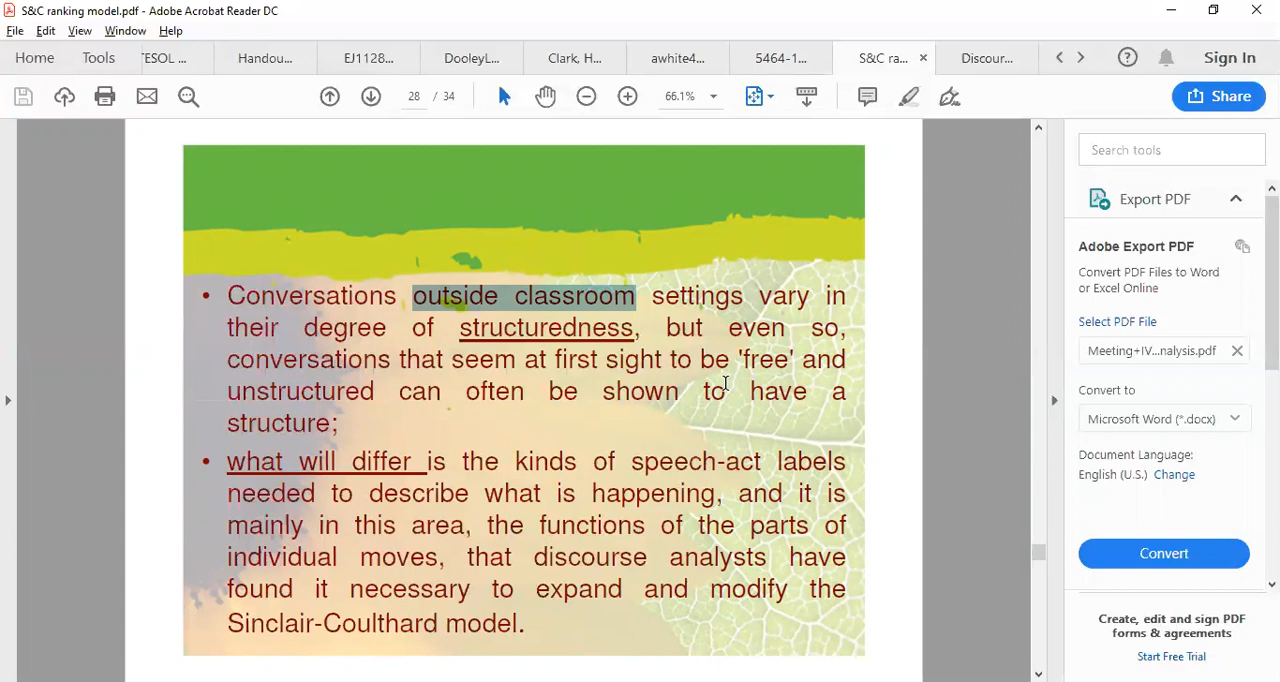 S&C ranking model.pdf - Adobe Acrobat Reader DC
File Edit View Window Help
Home Tools TESOL ... Handou... EJ1128... DooleyL... Clark, H... awhite4... 5464-1... S&C ra... Discour... Sign In
28 / 34 66.1% Share
Search tools
Export PDF
Adobe Export PDF
Convert PDF Files to Word
or Excel Online
Select PDF File
Meeting+IV...nalysis.pdf
Convert to
Microsoft Word (*.docx)
Document Language:
English (U.S.) Change
Convert
Create, edit and sign PDF
forms & agreements
Start Free Trial
• Conversations outside classroom settings vary in
their degree of structuredness, but even so,
conversations that seem at first sight to be 'free' and
unstructured can often be shown to have a
structure;
• what will differ is the kinds of speech-act labels
needed to describe what is happening, and it is
mainly in this area, the functions of the parts of
individual moves, that discourse analysts have
found it necessary to expand and modify the
Sinclair-Coulthard model.